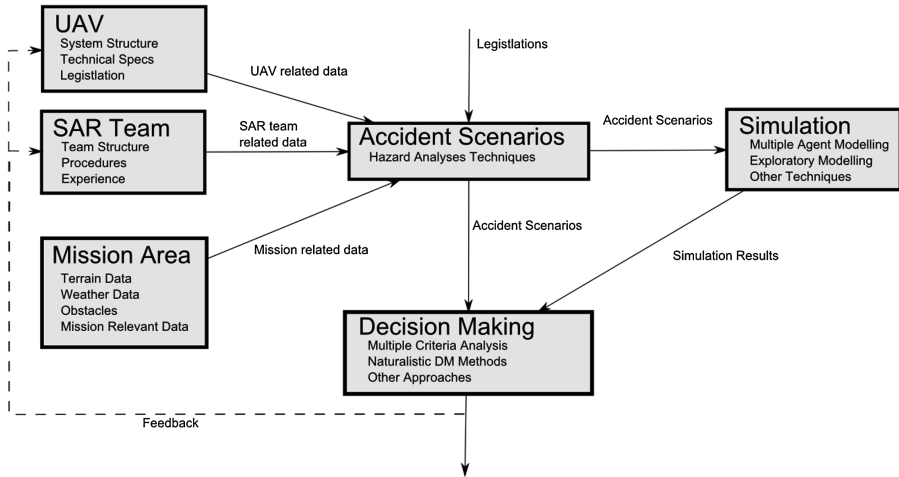 UAV
System Structure
Technical Specs
Legistlation
UAV related data
Legistlations
SAR Team
Team Structure
Procedures
Experience
SAR team
related data
Accident Scenarios
Hazard Analyses Techniques
Accident Scenarios
Simulation
Multiple Agent Modelling
Exploratory Modelling
Other Techniques
Mission Area
Terrain Data
Weather Data
Obstacles
Mission Relevant Data
Mission related data
Accident Scenarios
Simulation Results
Decision Making
Multiple Criteria Analysis
Naturalistic DM Methods
Other Approaches
Feedback